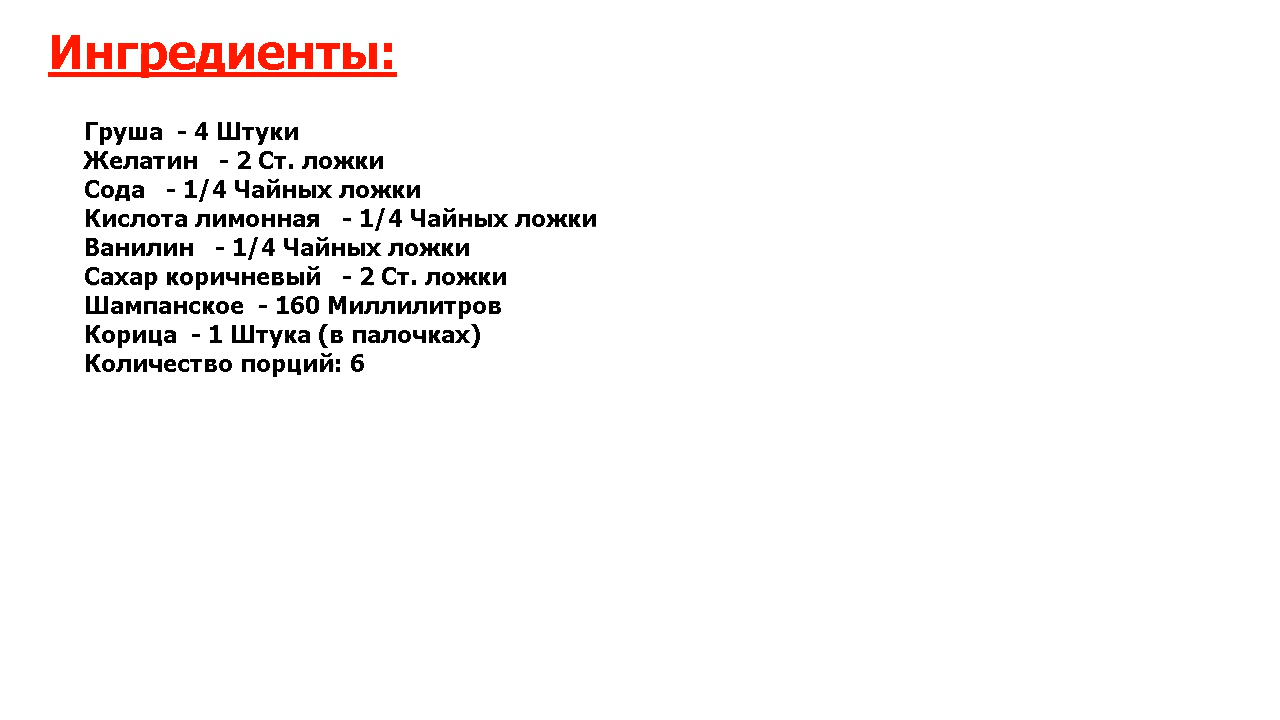 Ингредиенты:
Груша  - 4 Штуки
Желатин   - 2 Ст. ложки
Сода   - 1/4 Чайных ложки
Кислота лимонная   - 1/4 Чайных ложки
Ванилин   - 1/4 Чайных ложки
Сахар коричневый   - 2 Ст. ложки
Шампанское  - 160 Миллилитров
Корица  - 1 Штука (в палочках)
Количество порций: 6